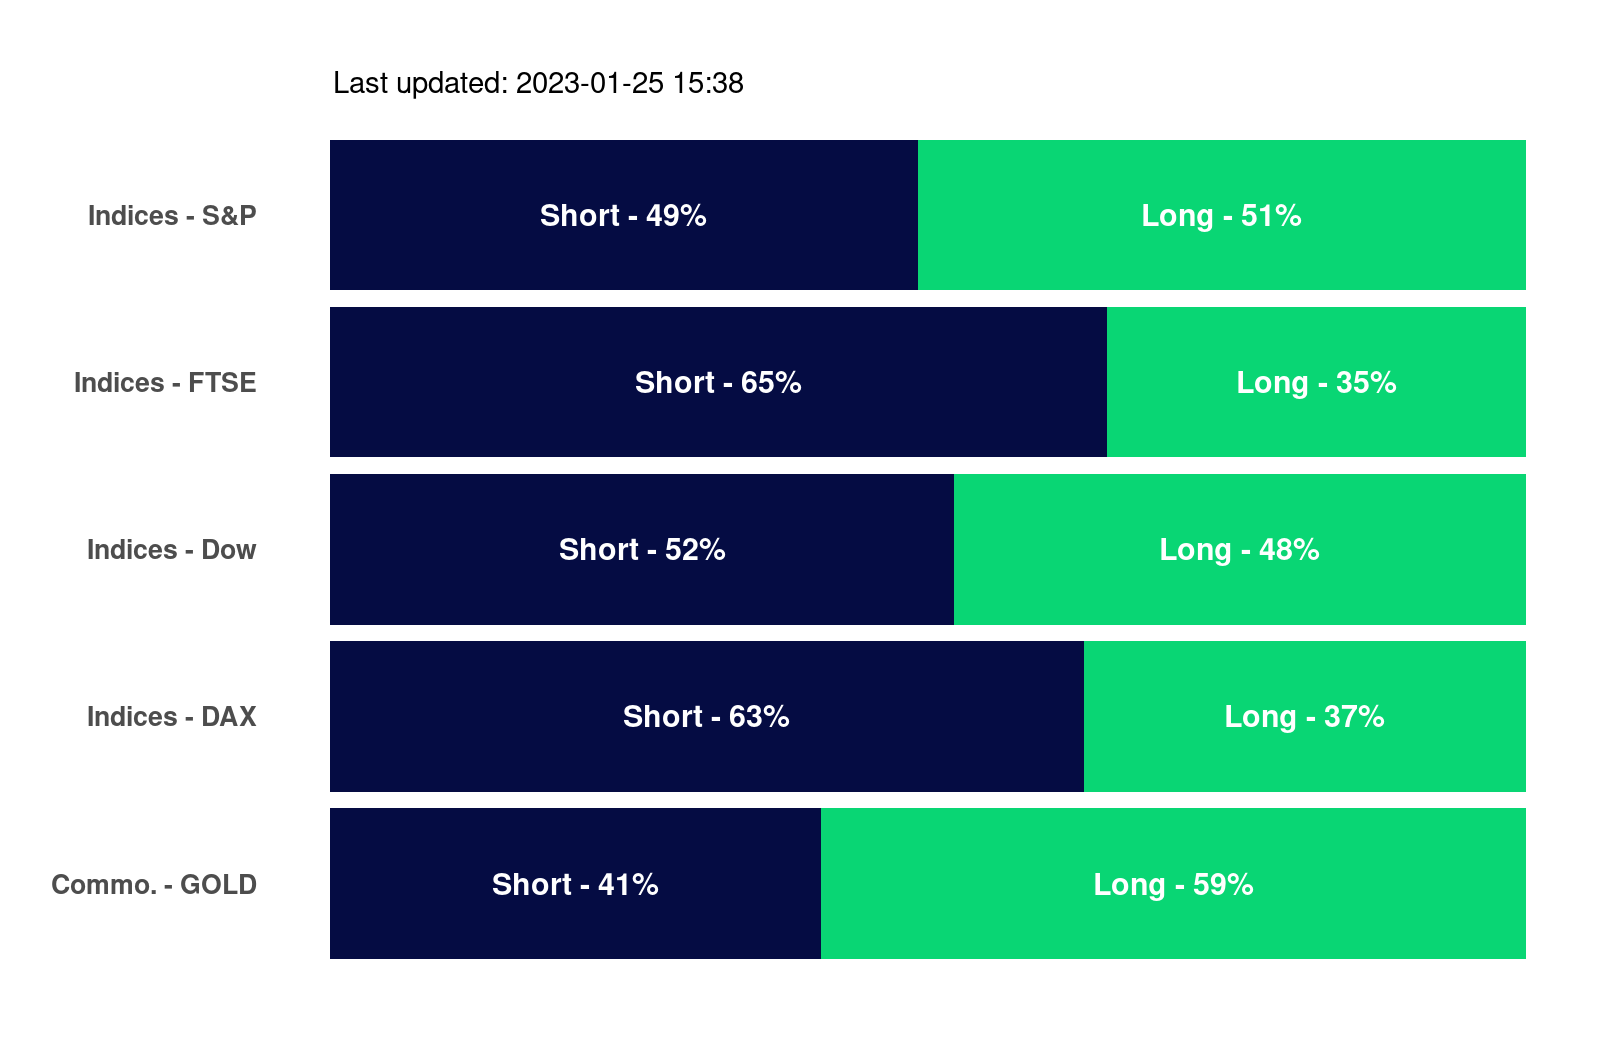 Last updated: 2023-01-25 15:38
Indices - S&P Short - 49% Long - 51%
Indices - FTSE Short - 65% Long - 35%
Indices - Dow Short - 52% Long - 48%
Indices - DAX Short - 63% Long - 37%
Commo. - GOLD Short - 41% Long - 59%